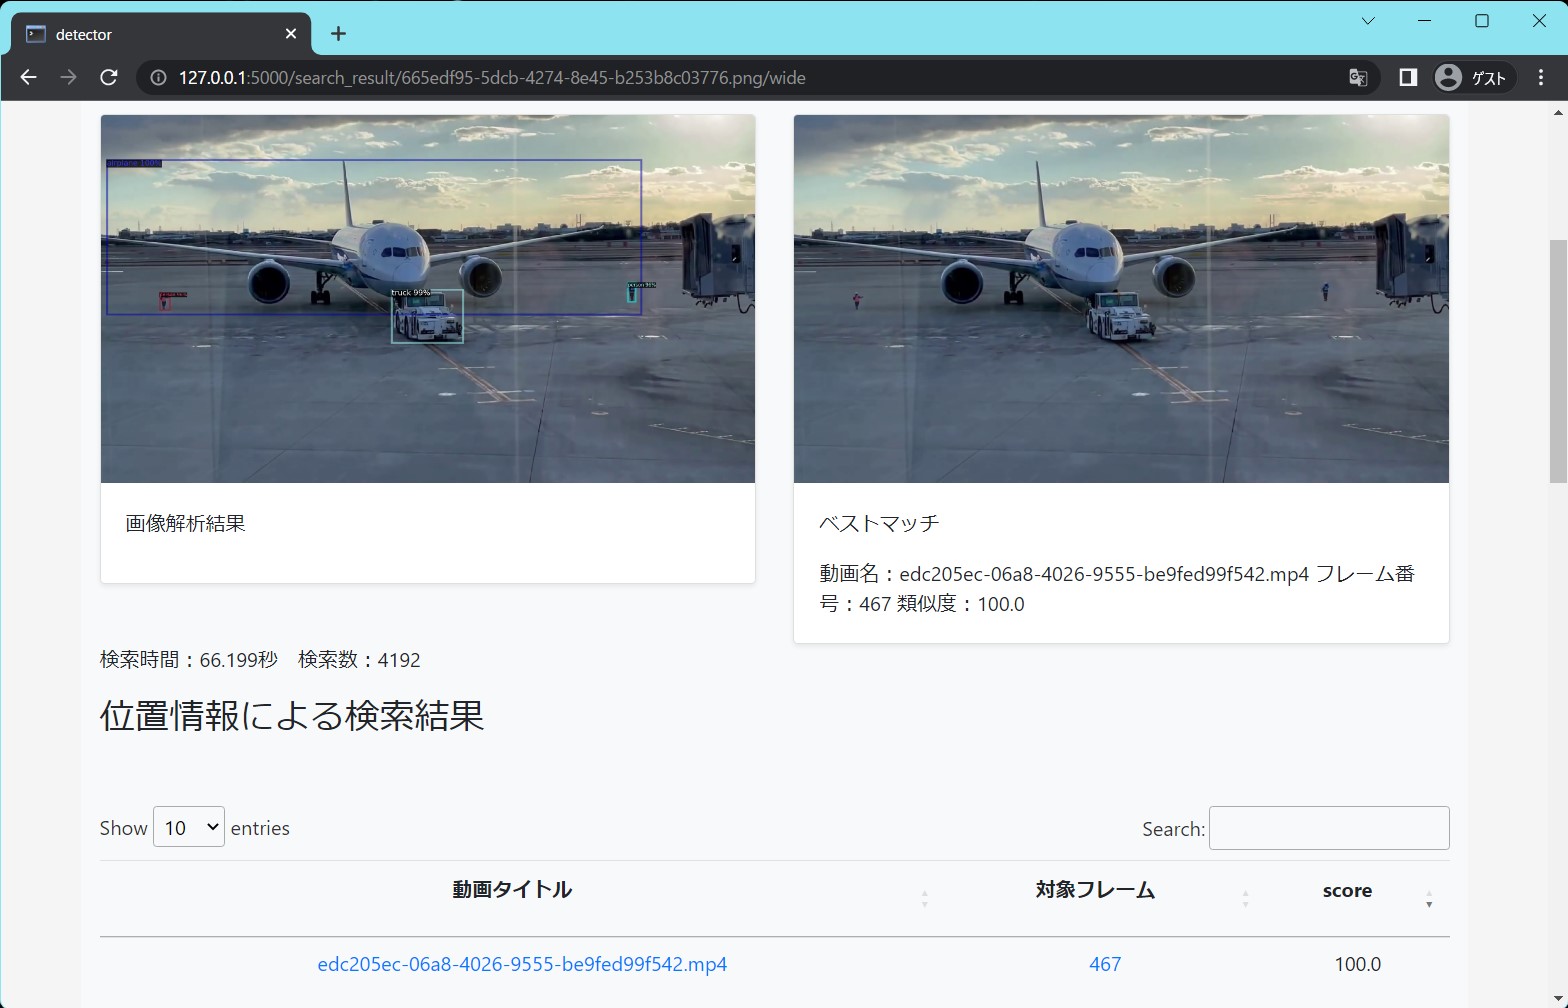 detector
127.0.0.1:5000/search_result/665edf95-5dcb-4274-8e45-b253b8c03776.png/wide
ゲスト
airplane 100%
truck 99%
person 96%
画像解析結果
ベストマッチ
動画名：edc205ec-06a8-4026-9555-be9fed99f542.mp4 フレーム番
号：467 類似度：100.0
検索時間：66.199秒　検索数：4192
位置情報による検索結果
Show 10 entries
Search:
動画タイトル 対象フレーム score
edc205ec-06a8-4026-9555-be9fed99f542.mp4 467 100.0